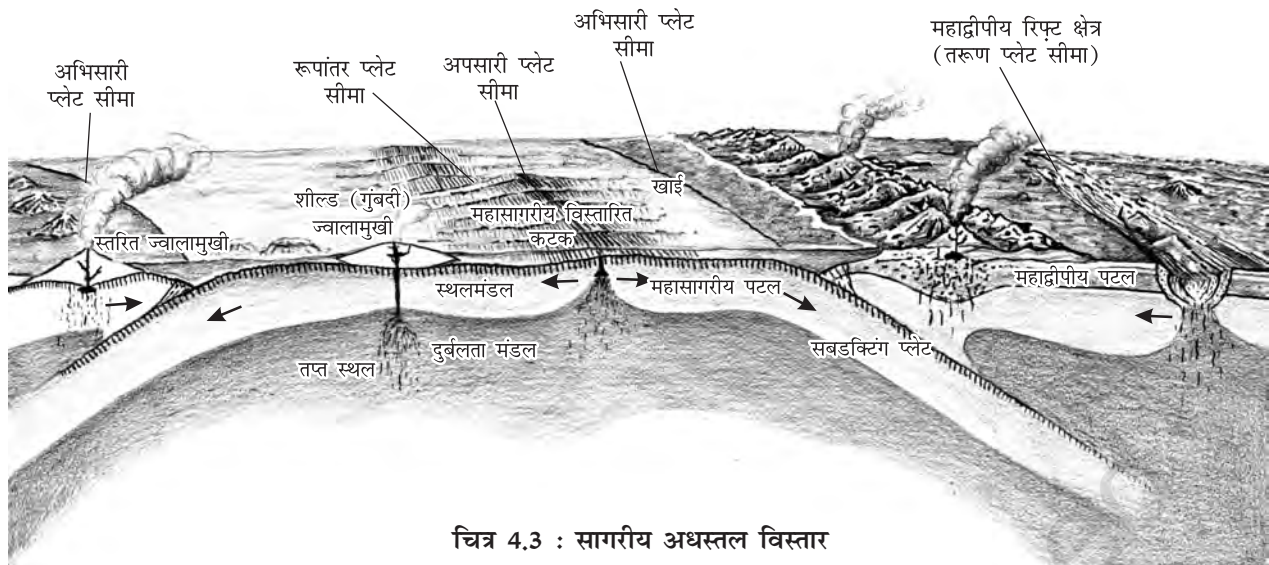 अभिसारी
प्लेट सीमा
रूपांतर प्लेट
सीमा
अपसारी प्लेट
सीमा
अभिसारी प्लेट
सीमा
महाद्वीपीय रिफ़्ट क्षेत्र
(तरूण प्लेट सीमा)
खाई
शील्ड (गुंबदी)
ज्वालामुखी
महासागरीय विस्तारित
कटक
स्तरित ज्वालामुखी
स्थलमंडल
महासागरीय पटल
महाद्वीपीय पटल
दुर्बलता मंडल
तप्त स्थल
सबडक्टिंग प्लेट
चित्र 4.3 : सागरीय अधस्तल विस्तार